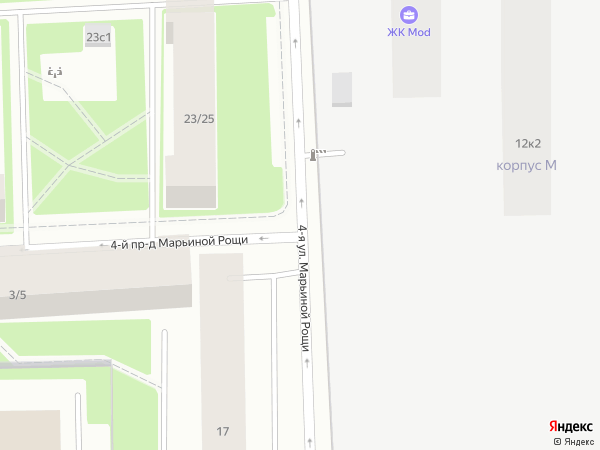 ЖК Mod
23с1
23/25
12к2
корпус М
4-й пр-д Марьиной Рощи
4-я ул. Марьиной Рощи
3/5
17
Яндекс
© Яндекс